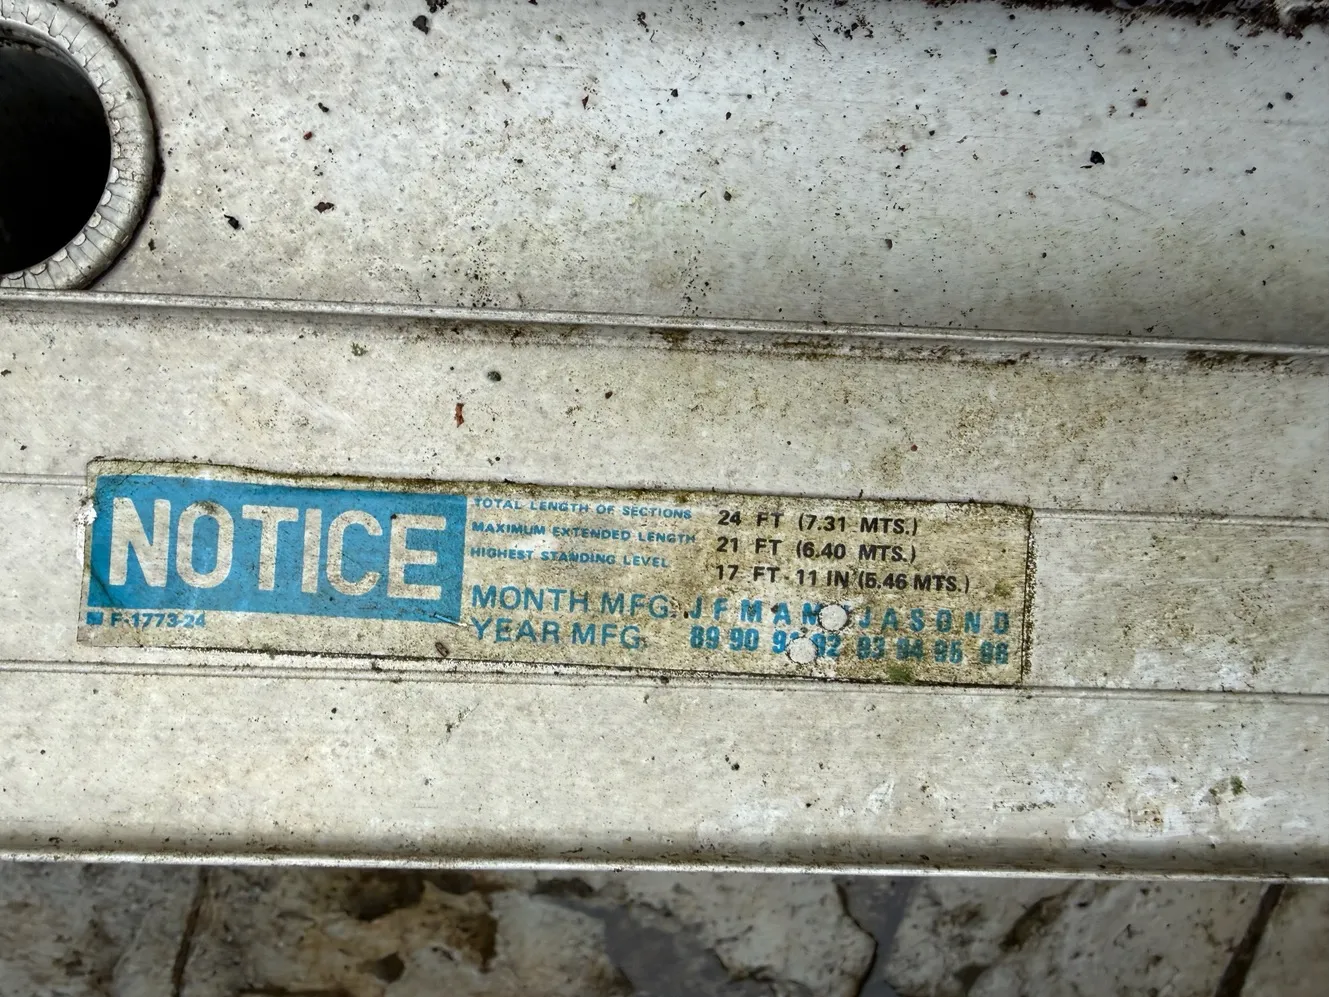 NOTICE
F-1773-24
TOTAL LENGTH OF SECTIONS 24 FT (7.31 MTS.)
MAXIMUM EXTENDED LENGTH 21 FT (6.40 MTS.)
HIGHEST STANDING LEVEL 17 FT. 11 IN (5.46 MTS.)
MONTH MFG. J F M A M J A S O N D
YEAR MFG. 89 90 92 93 94 95 96